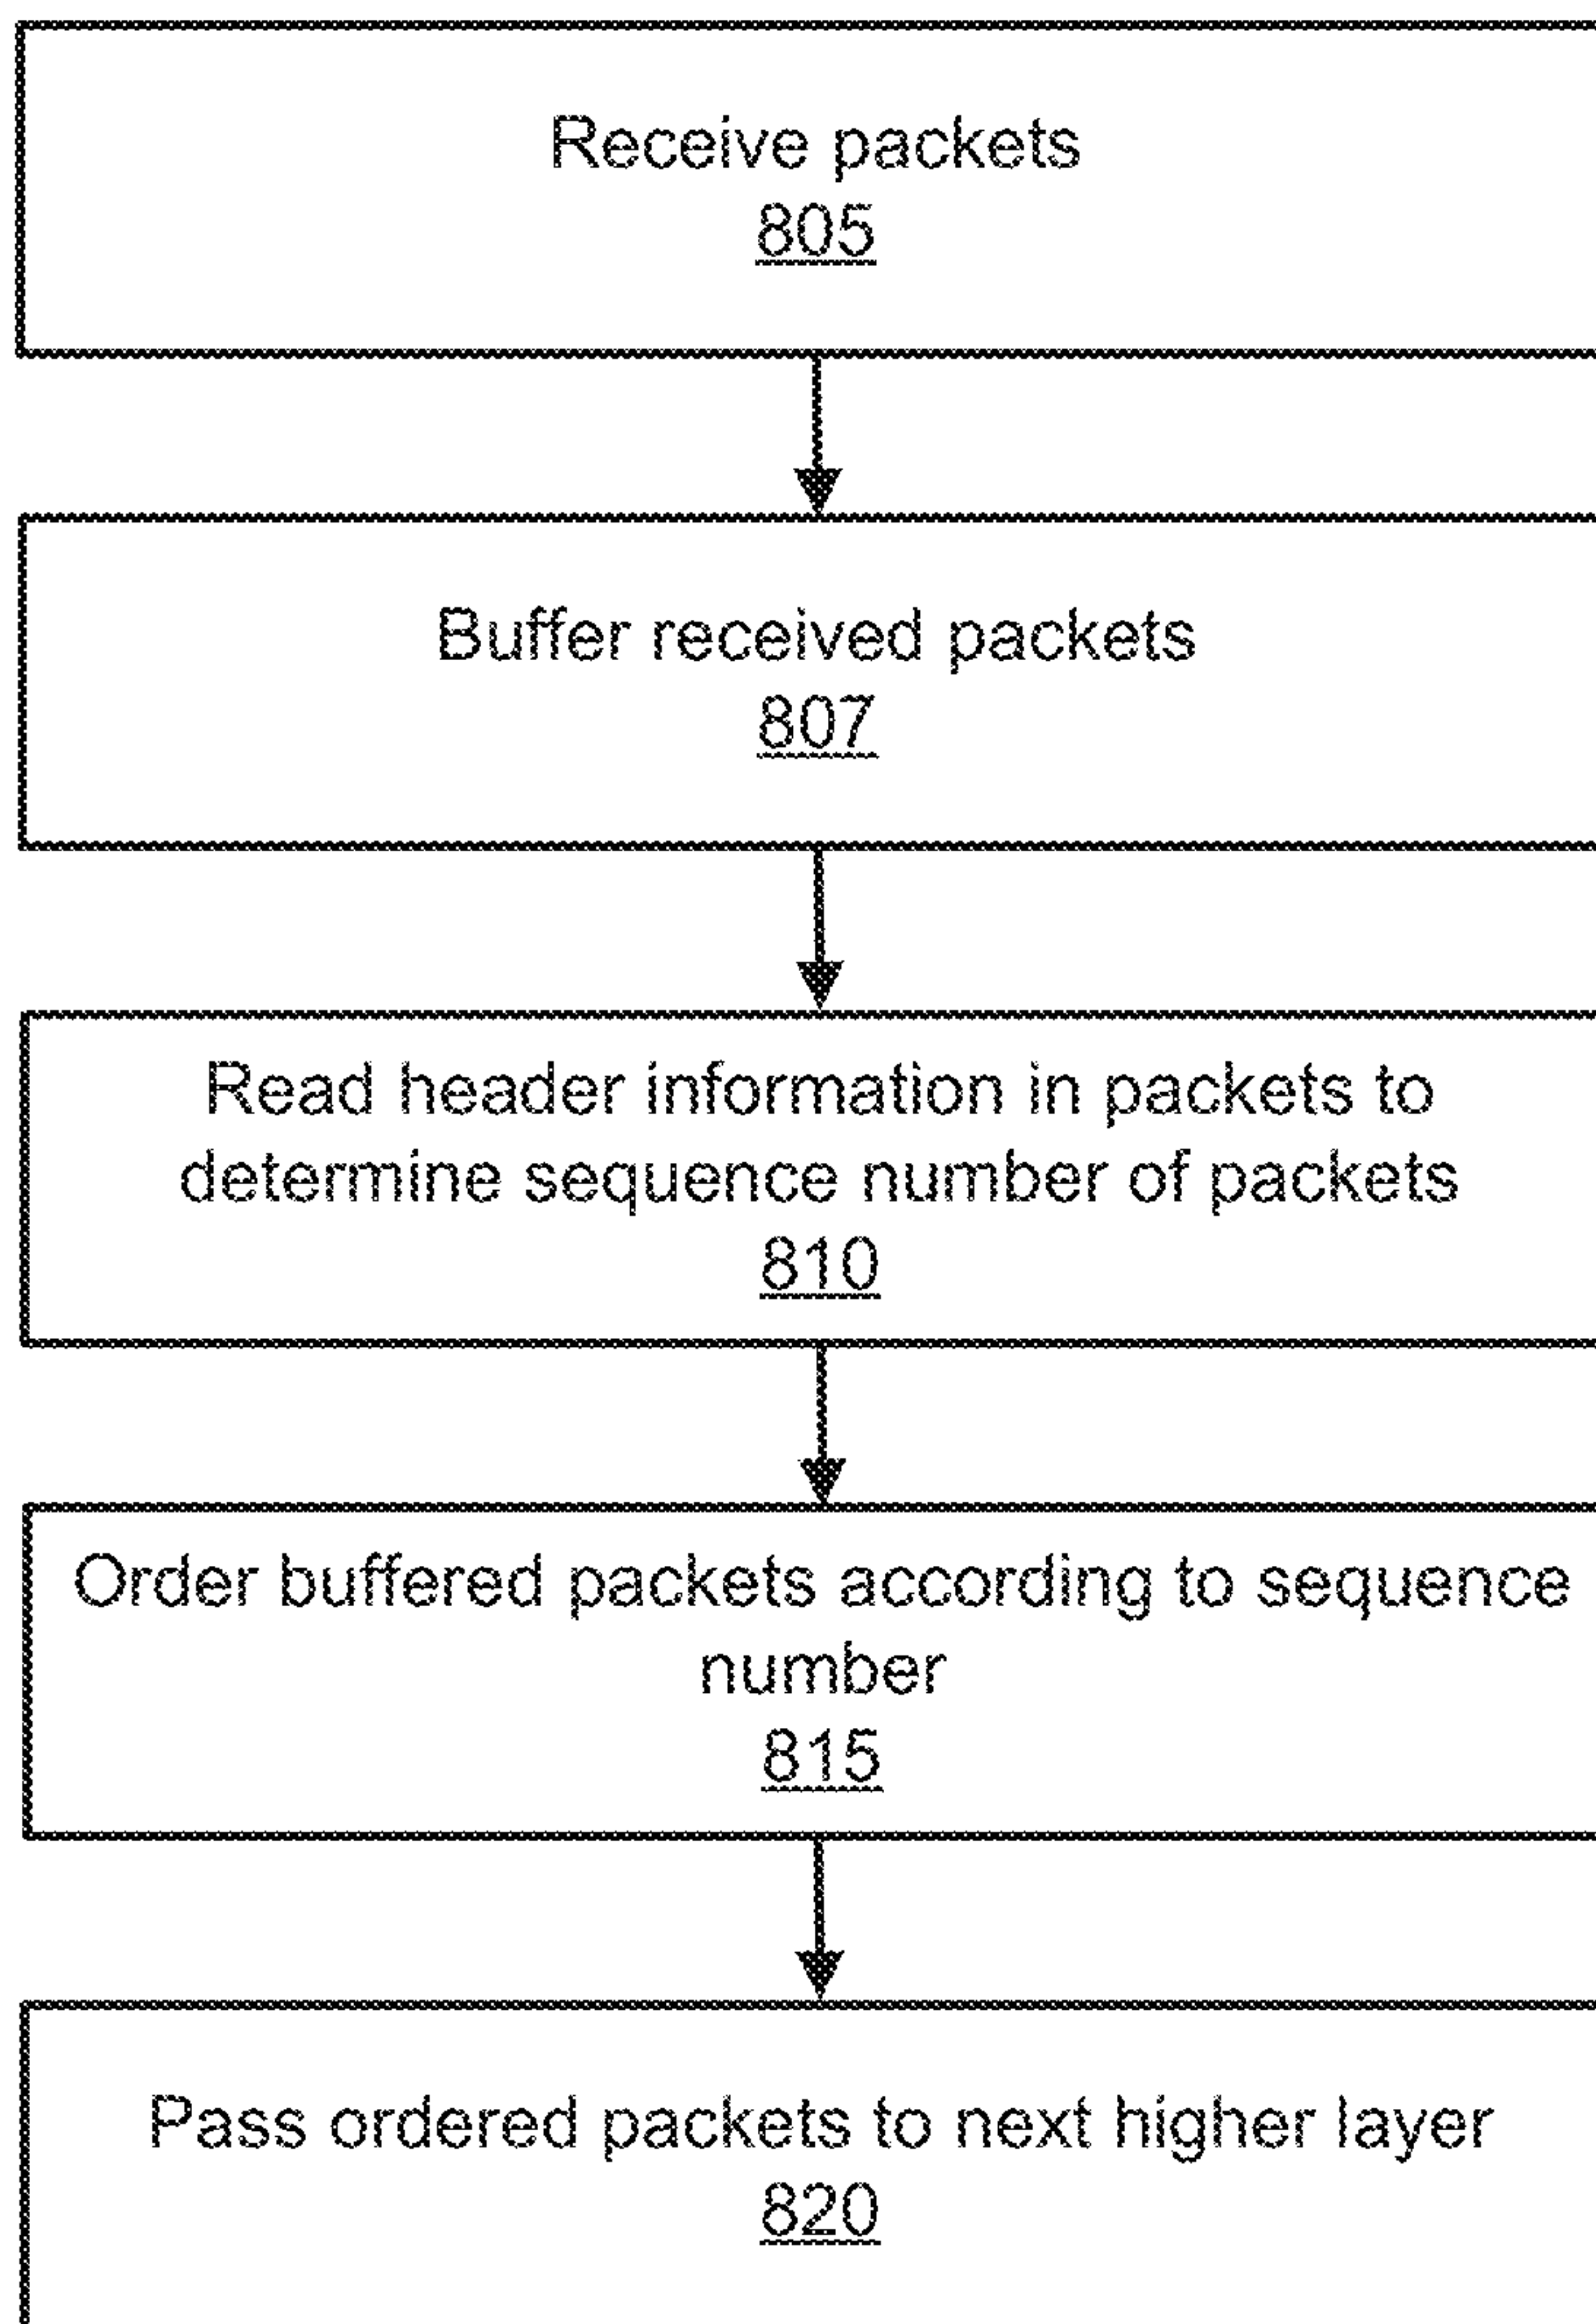 Receive packets
805
Buffer received packets
807
Read header information in packets to
determine sequence number of packets
810
Order buffered packets according to sequence
number
815
Pass ordered packets to next higher layer
820